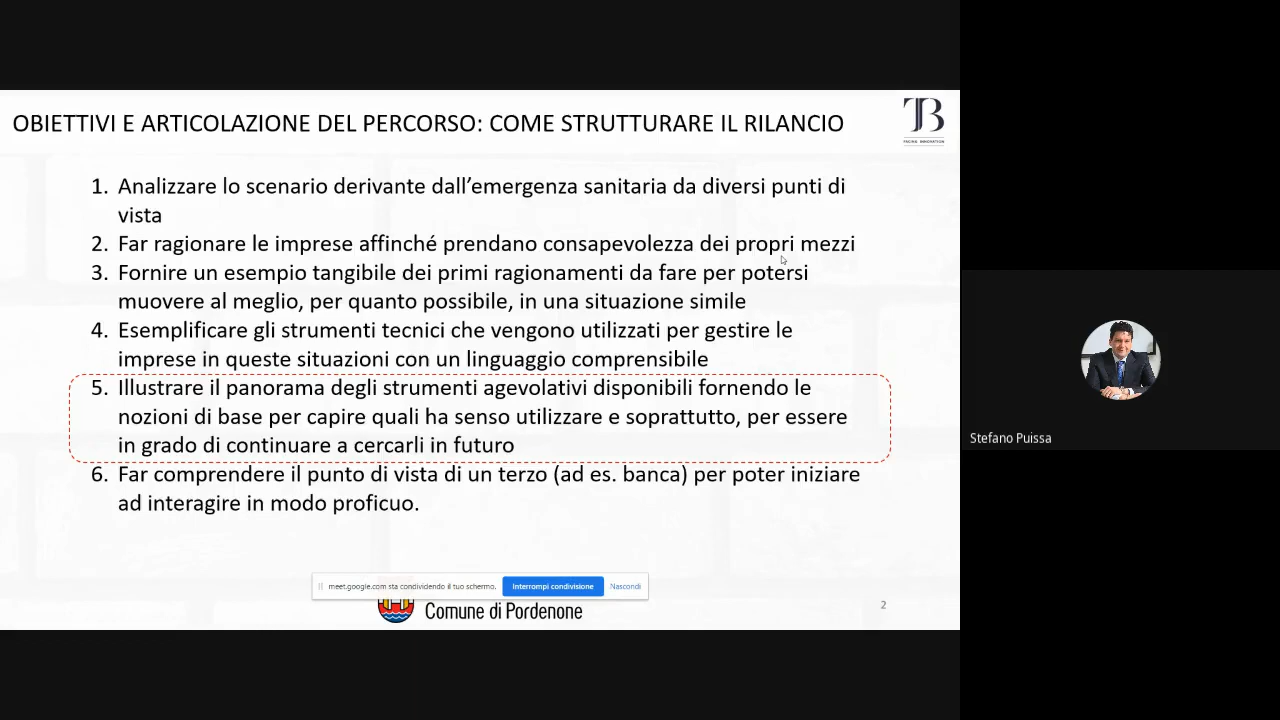 OBIETTIVI E ARTICOLAZIONE DEL PERCORSO: COME STRUTTURARE IL RILANCIO
TB
FACING INNOVATION
1. Analizzare lo scenario derivante dall’emergenza sanitaria da diversi punti di
vista
2. Far ragionare le imprese affinché prendano consapevolezza dei propri mezzi
3. Fornire un esempio tangibile dei primi ragionamenti da fare per potersi
muovere al meglio, per quanto possibile, in una situazione simile
4. Esemplificare gli strumenti tecnici che vengono utilizzati per gestire le
imprese in queste situazioni con un linguaggio comprensibile
5. Illustrare il panorama degli strumenti agevolativi disponibili fornendo le
nozioni di base per capire quali ha senso utilizzare e soprattutto, per essere
in grado di continuare a cercarli in futuro
6. Far comprendere il punto di vista di un terzo (ad es. banca) per poter iniziare
ad interagire in modo proficuo.
meet.google.com sta condividendo il tuo schermo. Interrompi condivisione Nascondi
Comune di Pordenone
2
Stefano Puissa